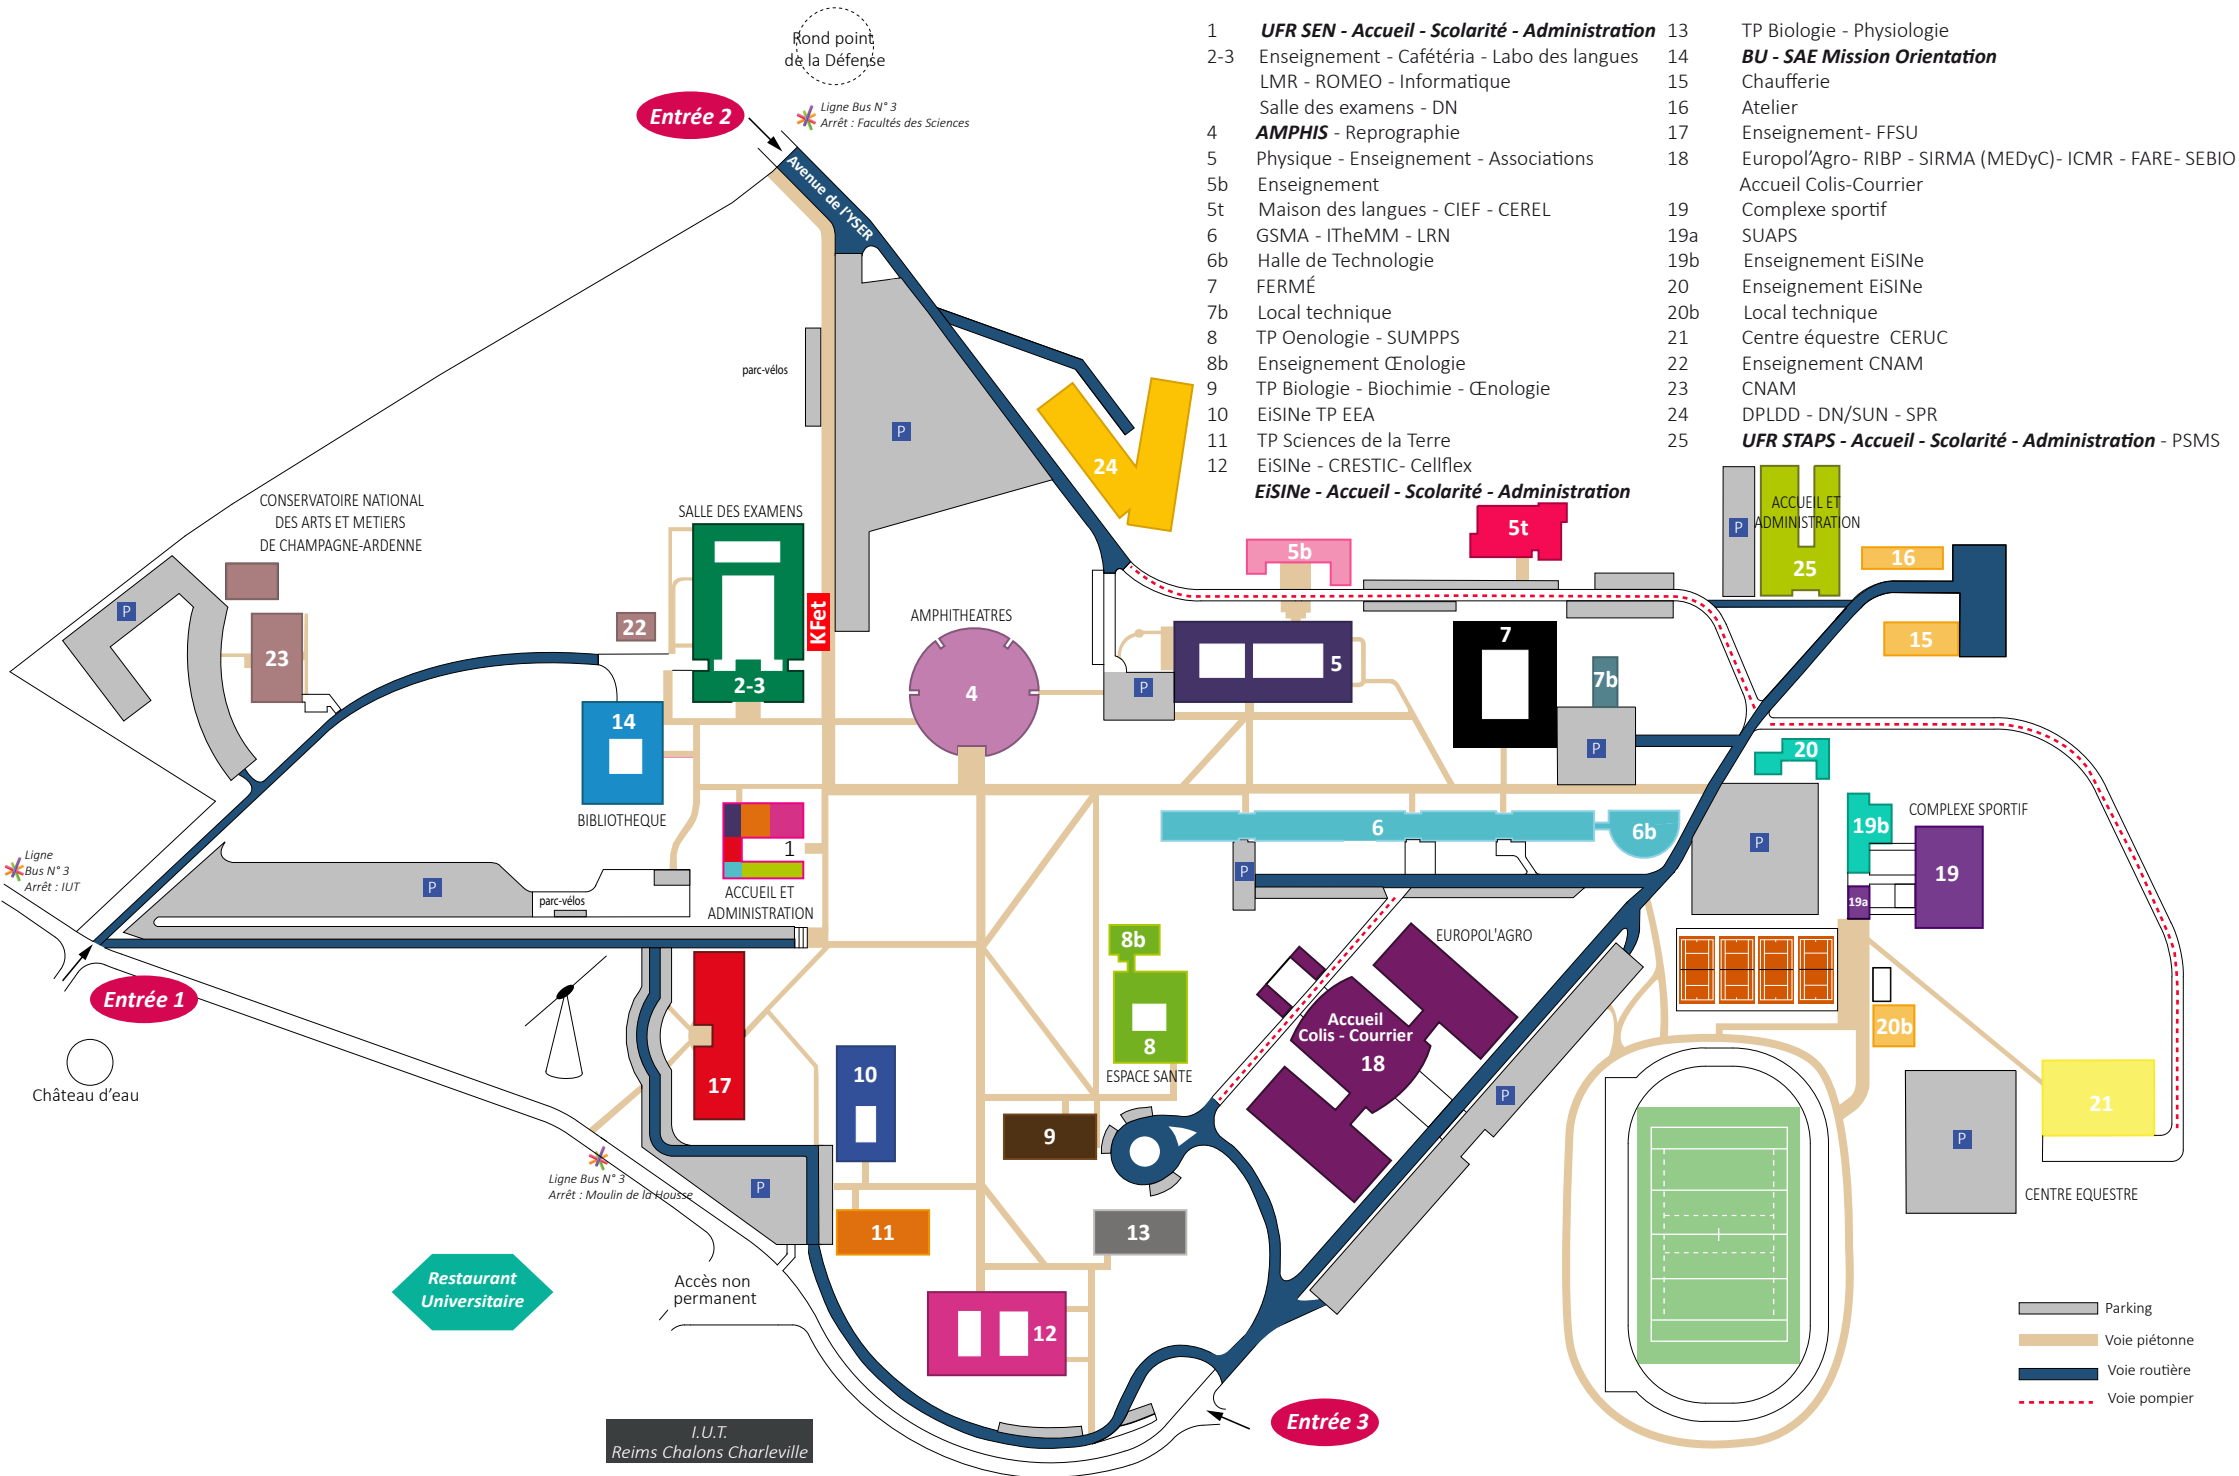 Rond point
de la Défense
Entrée 2
Ligne Bus N° 3
Arrêt : Facultés des Sciences
Avenue de l'YSER
1 UFR SEN - Accueil - Scolarité - Administration
2-3 Enseignement - Cafétéria - Labo des langues
LMR - ROMEO - Informatique
Salle des examens - DN
4 AMPHIS - Reprographie
5 Physique - Enseignement - Associations
5b Enseignement
5t Maison des langues - CIEF - CEREL
6 GSMA - ITheMM - LRN
6b Halle de Technologie
7 FERMÉ
7b Local technique
8 TP Oenologie - SUMPPS
8b Enseignement Œnologie
9 TP Biologie - Biochimie - Œnologie
10 EiSINe TP EEA
11 TP Sciences de la Terre
12 EiSINe - CRESTIC- Cellflex
EiSINe - Accueil - Scolarité - Administration
13 TP Biologie - Physiologie
14 BU - SAE Mission Orientation
15 Chaufferie
16 Atelier
17 Enseignement- FFSU
18 Europol'Agro- RIBP - SIRMA (MEDyC)- ICMR - FARE- SEBIO
Accueil Colis-Courrier
19 Complexe sportif
19a SUAPS
19b Enseignement EiSINe
20 Enseignement EiSINe
20b Local technique
21 Centre équestre CERUC
22 Enseignement CNAM
23 CNAM
24 DPLDD - DN/SUN - SPR
25 UFR STAPS - Accueil - Scolarité - Administration - PSMS
parc-vélos
P
24
CONSERVATOIRE NATIONAL
DES ARTS ET METIERS
DE CHAMPAGNE-ARDENNE
SALLE DES EXAMENS
P
23
22
KFet
2-3
14
BIBLIOTHEQUE
AMPHITHEATRES
4
P
5b
5
5t
7
7b
P
P
ACCUEIL ET
ADMINISTRATION
25
16
15
20
6
6b
P
P
19b
COMPLEXE SPORTIF
19
19a
1
ACCUEIL ET
ADMINISTRATION
Ligne
Bus N° 3
Arrêt : IUT
P
parc-vélos
Entrée 1
Château d'eau
17
10
8b
8
ESPACE SANTE
EUROPOL'AGRO
Accueil
Colis - Courrier
18
P
20b
21
P
CENTRE EQUESTRE
9
Ligne Bus N° 3
Arrêt : Moulin de la Housse
P
11
13
12
Restaurant
Universitaire
Accès non
permanent
I.U.T.
Reims Chalons Charleville
Entrée 3
Parking
Voie piétonne
Voie routière
Voie pompier